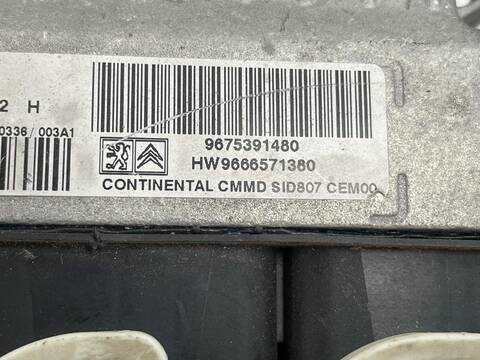 2 H
0336/003A1
9675391480
HW9666571380
CONTINENTAL CMMD SID807 CEM00